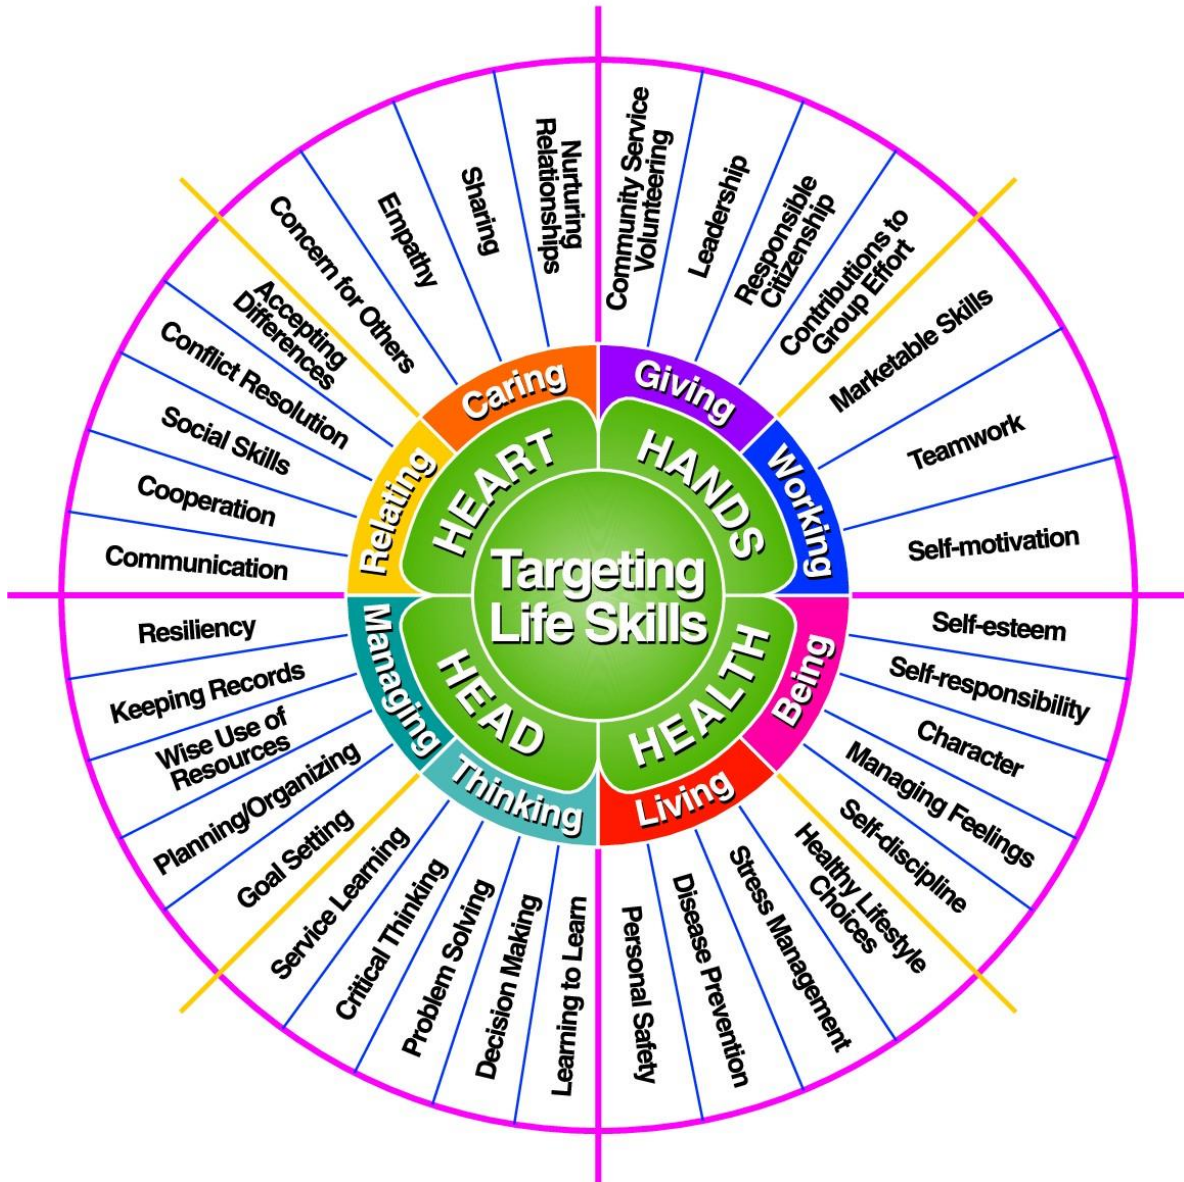 Targeting
Life Skills
HEART
HANDS
HEALTH
HEAD
Caring
Giving
Working
Being
Living
Thinking
Managing
Relating
Community Service
Volunteering
Leadership
Responsible
Citizenship
Contributions to
Group Effort
Marketable Skills
Teamwork
Self-motivation
Self-esteem
Self-responsibility
Character
Managing Feelings
Self-discipline
Healthy Lifestyle
Choices
Stress Management
Disease Prevention
Personal Safety
Learning to Learn
Decision Making
Problem Solving
Critical Thinking
Service Learning
Goal Setting
Planning/Organizing
Wise Use of
Resources
Keeping Records
Resiliency
Communication
Cooperation
Social Skills
Conflict Resolution
Accepting
Differences
Concern for Others
Empathy
Sharing
Nurturing
Relationships